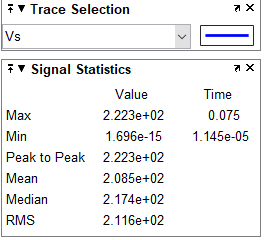 Trace Selection
Vs
Signal Statistics
Value Time
Max 2.223e+02 0.075
Min 1.696e-15 1.145e-05
Peak to Peak 2.223e+02
Mean 2.085e+02
Median 2.174e+02
RMS 2.116e+02